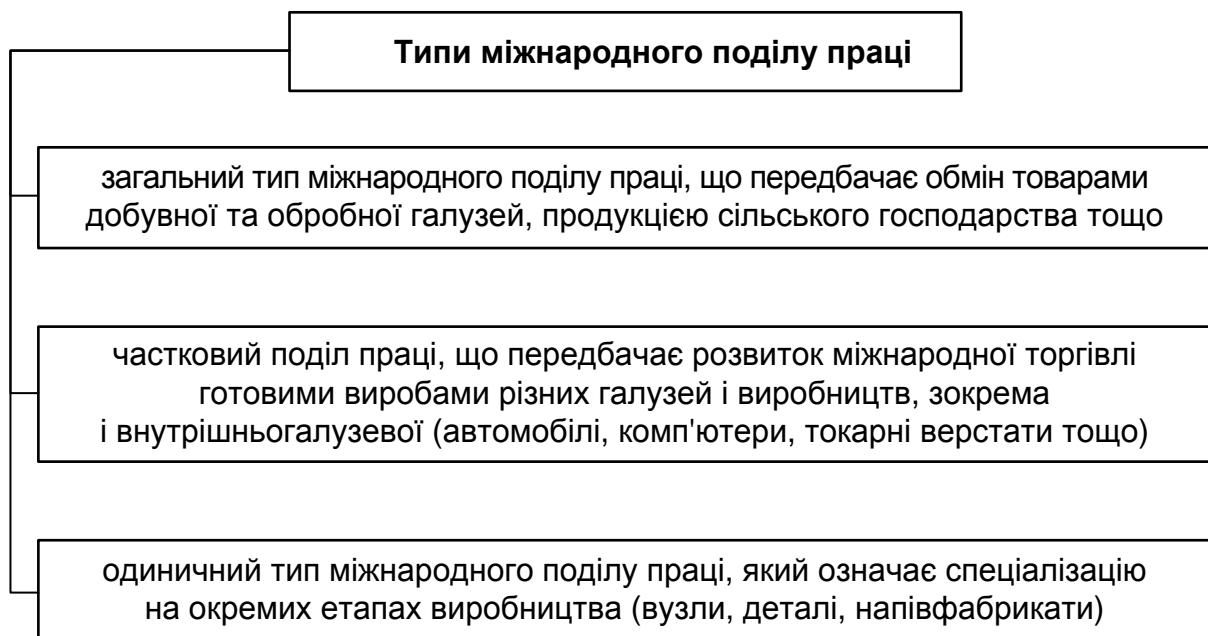 Типи міжнародного поділу праці
загальний тип міжнародного поділу праці, що передбачає обмін товарами
добувної та обробної галузей, продукцією сільського господарства тощо
частковий поділ праці, що передбачає розвиток міжнародної торгівлі
готовими виробами різних галузей і виробництв, зокрема
і внутрішньогалузевої (автомобілі, комп'ютери, токарні верстати тощо)
одиничний тип міжнародного поділу праці, який означає спеціалізацію
на окремих етапах виробництва (вузли, деталі, напівфабрикати)